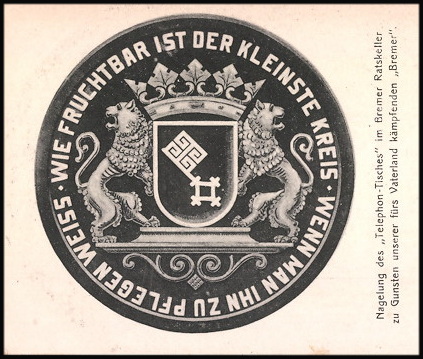 WIE FRUCHTBAR IST DER KLEINSTE KREIS · WENN MAN IHN ZU PFLEGEN WEISS ·
Nagelung des „Telephon-Tisches" im Bremer Ratskeller
zu Gunsten unserer fürs Vaterland kämpfenden „Bremer".